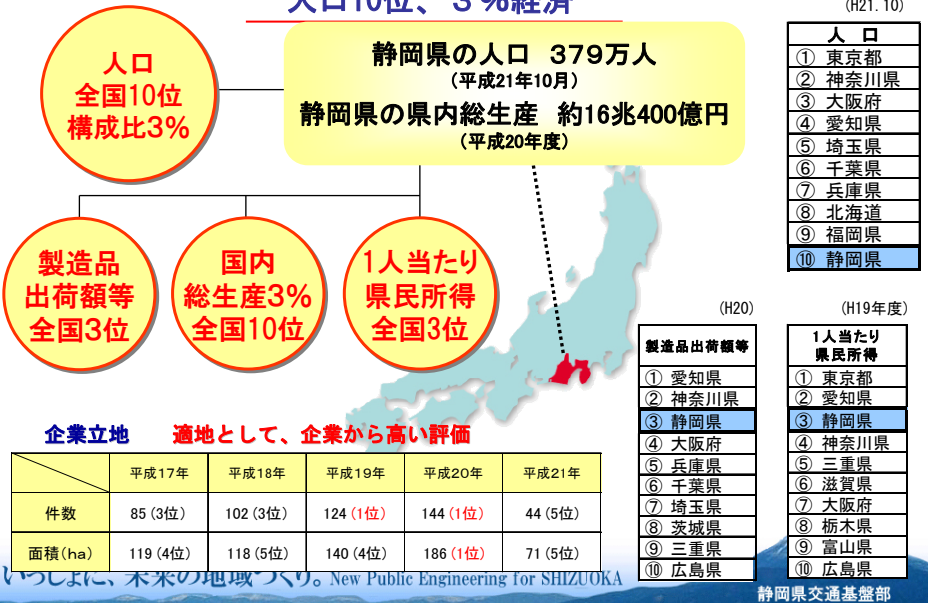 人口10位、３％経済
人口
全国10位
構成比3％
静岡県の人口　379万人
（平成21年10月）
静岡県の県内総生産　約16兆400億円
（平成20年度）
製造品
出荷額等
全国3位
国内
総生産3％
全国10位
1人当たり
県民所得
全国3位
(H21.10)
人　口
① 東京都
② 神奈川県
③ 大阪府
④ 愛知県
⑤ 埼玉県
⑥ 千葉県
⑦ 兵庫県
⑧ 北海道
⑨ 福岡県
⑩ 静岡県
(H20)
製造品出荷額等
① 愛知県
② 神奈川県
③ 静岡県
④ 大阪府
⑤ 兵庫県
⑥ 千葉県
⑦ 埼玉県
⑧ 茨城県
⑨ 三重県
⑩ 広島県
(H19年度)
1人当たり
県民所得
① 東京都
② 愛知県
③ 静岡県
④ 神奈川県
⑤ 三重県
⑥ 滋賀県
⑦ 大阪府
⑧ 栃木県
⑨ 富山県
⑩ 広島県
企業立地　適地として、企業から高い評価
平成17年 平成18年 平成19年 平成20年 平成21年
件数 85(3位) 102(3位) 124(1位) 144(1位) 44(5位)
面積(ha) 119(4位) 118(5位) 140(4位) 186(1位) 71(5位)
いっしょに、未来の地域づくり。New Public Engineering for SHIZUOKA
静岡県交通基盤部